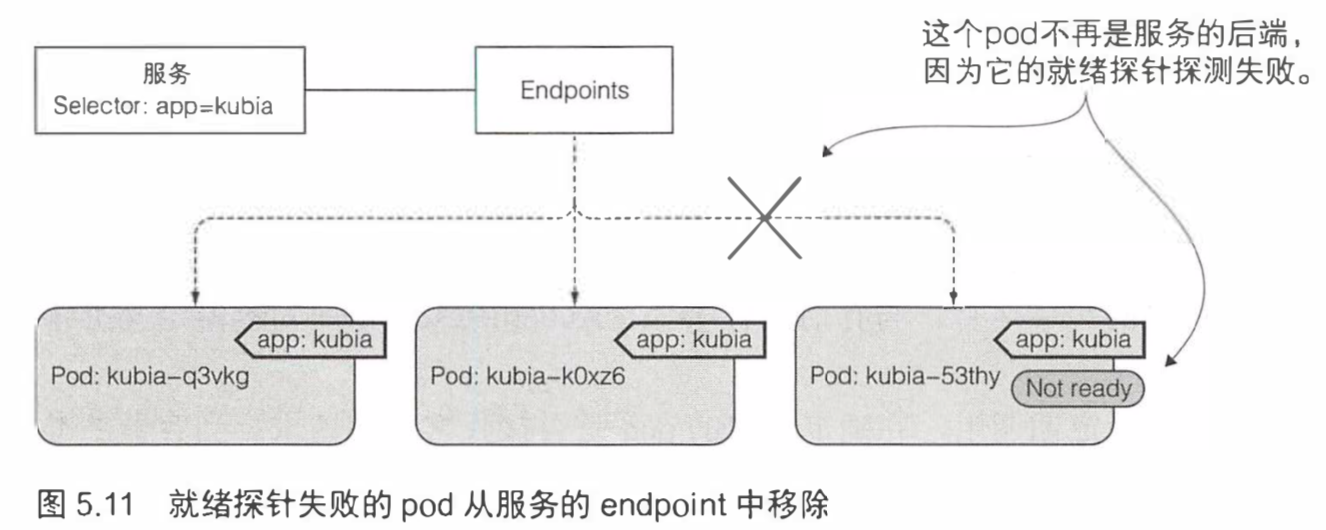 这个pod不再是服务的后端，
因为它的就绪探针探测失败。
服务
Selector: app=kubia
Endpoints
app: kubia
Pod: kubia-q3vkg
app: kubia
Pod: kubia-k0xz6
app: kubia
Pod: kubia-53thy
Not ready
图 5.11 就绪探针失败的 pod 从服务的 endpoint 中移除